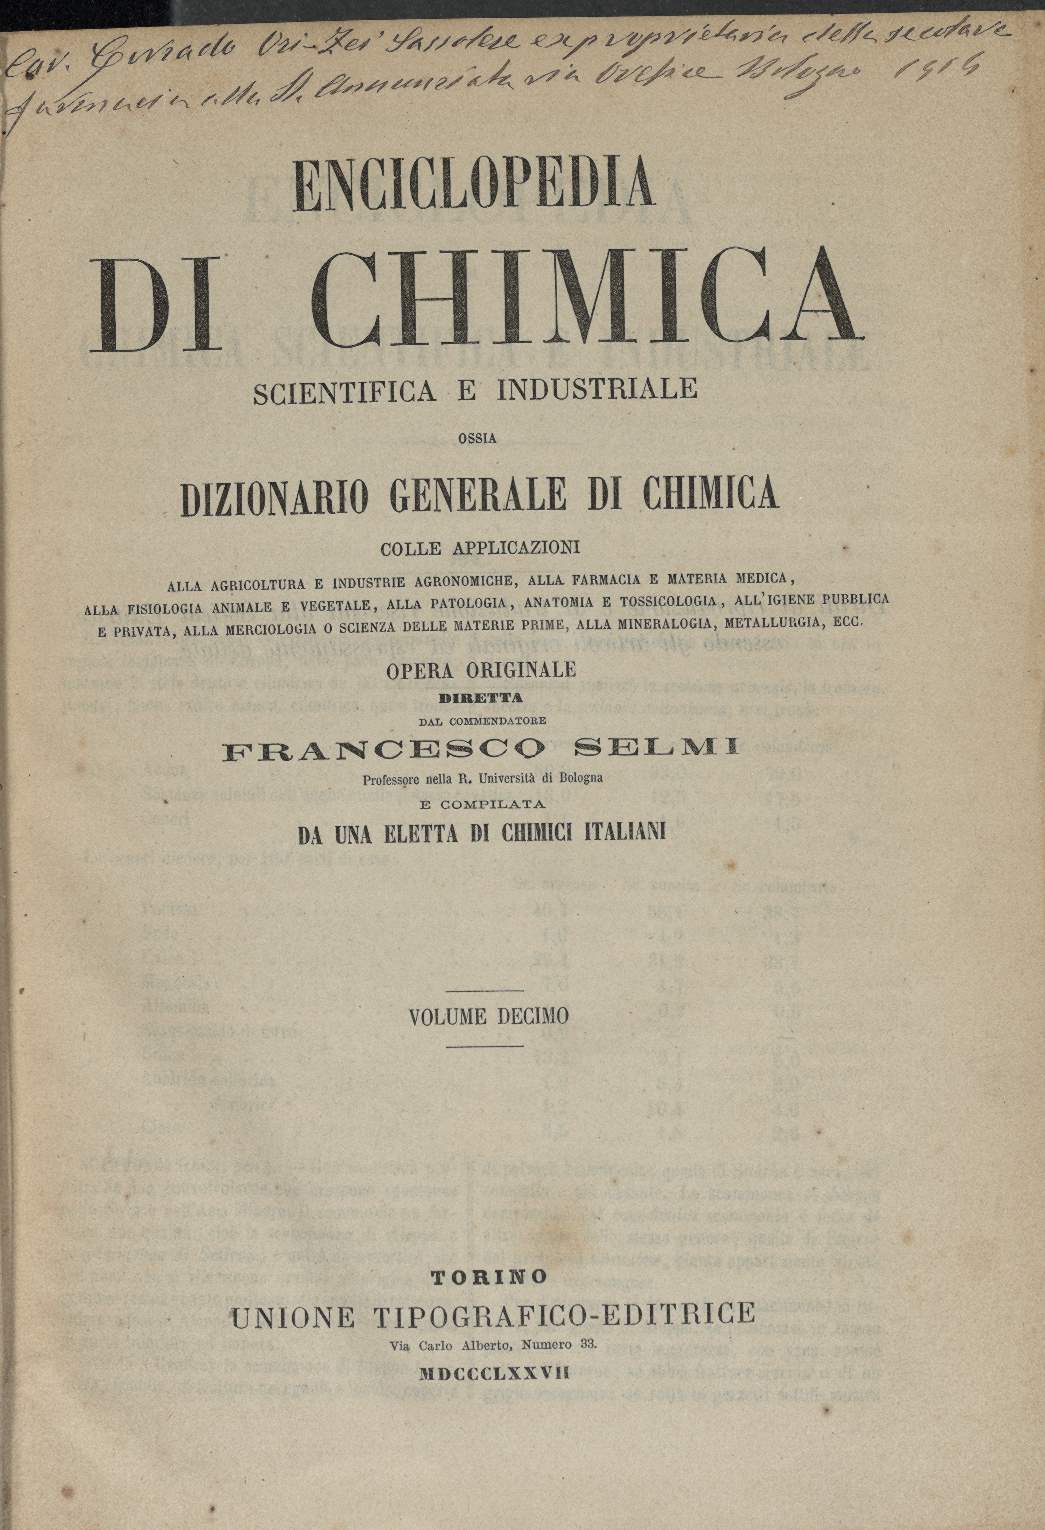 Cav. Corrado Uri-Zei Sassolese ex proprietario della secolare
farmacia alla S. Annunziata via Orefice Bologna 1915
ENCICLOPEDIA
DI CHIMICA
SCIENTIFICA E INDUSTRIALE
OSSIA
DIZIONARIO GENERALE DI CHIMICA
COLLE APPLICAZIONI
ALLA AGRICOLTURA E INDUSTRIE AGRONOMICHE, ALLA FARMACIA E MATERIA MEDICA,
ALLA FISIOLOGIA ANIMALE E VEGETALE, ALLA PATOLOGIA, ANATOMIA E TOSSICOLOGIA, ALL'IGIENE PUBBLICA
E PRIVATA, ALLA MERCIOLOGIA O SCIENZA DELLE MATERIE PRIME, ALLA MINERALOGIA, METALLURGIA, ECC.
OPERA ORIGINALE
DIRETTA
DAL COMMENDATORE
FRANCESCO SELMI
Professore nella R. Università di Bologna
E COMPILATA
DA UNA ELETTA DI CHIMICI ITALIANI
VOLUME DECIMO
TORINO
UNIONE TIPOGRAFICO-EDITRICE
Via Carlo Alberto, Numero 33.
MDCCCLXXVII